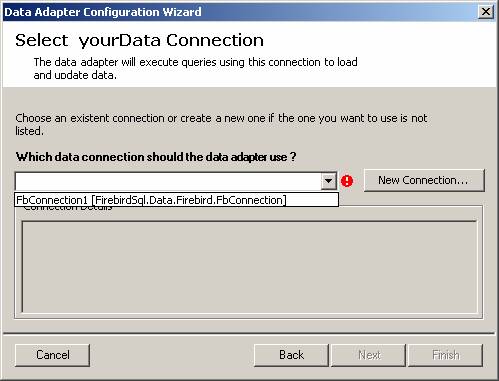 Data Adapter Configuration Wizard
Select yourData Connection
The data adapter will execute queries using this connection to load
and update data.
Choose an existent connection or create a new one if the one you want to use is not
listed.
Which data connection should the data adapter use ?
New Connection...
FbConnection1 [FirebirdSql.Data.Firebird.FbConnection]
Connection Details
Cancel
Back
Next
Finish